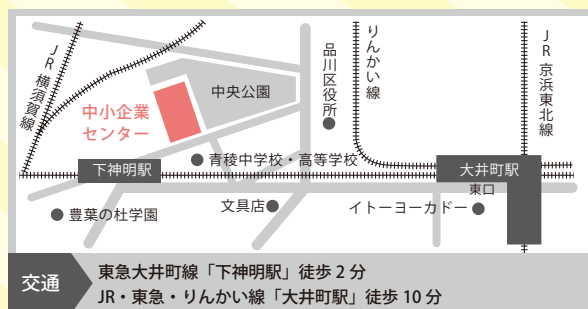 JR横須賀線
中小企業
センター
中央公園
品川区役所
りんかい線
JR京浜東北線
下神明駅
青稜中学校・高等学校
大井町駅
東口
豊葉の杜学園
文具店
イトーヨーカドー
交通
東急大井町線「下神明駅」徒歩 2 分
JR・東急・りんかい線「大井町駅」徒歩 10 分